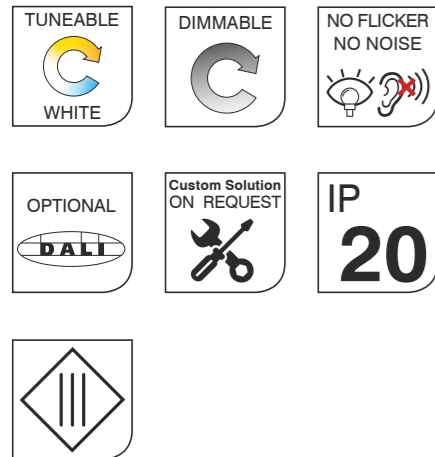 TUNEABLE
WHITE
DIMMABLE
NO FLICKER
NO NOISE
OPTIONAL
DALI
Custom Solution
ON REQUEST
IP
20